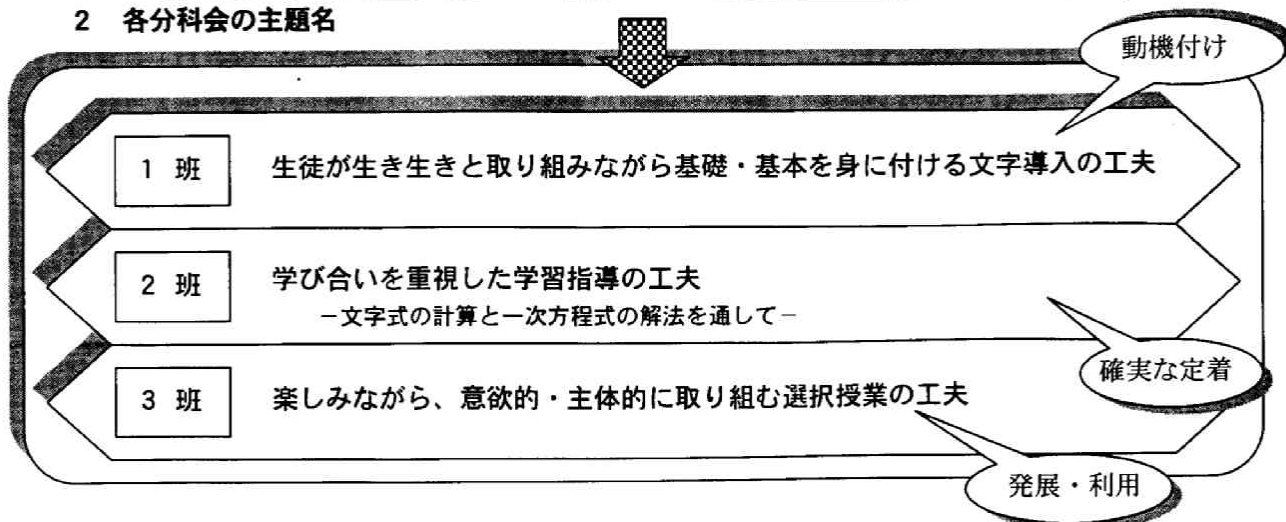 2 各分科会の主題名
動機付け
1 班 生徒が生き生きと取り組みながら基礎・基本を身に付ける文字導入の工夫
2 班 学び合いを重視した学習指導の工夫
－文字式の計算と一次方程式の解法を通して－
確実な定着
3 班 楽しみながら、意欲的・主体的に取り組む選択授業の工夫
発展・利用